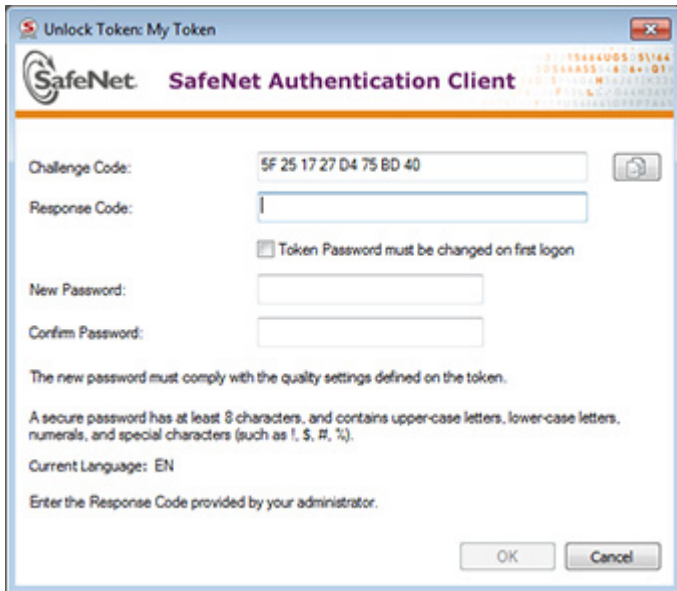 Unlock Token: My Token
SafeNet.
SafeNet Authentication Client
Challenge Code:
5F 25 17 27 D4 75 BD 40
Response Code:
Token Password must be changed on first logon
New Password:
Confirm Password:
The new password must comply with the quality settings defined on the token.
A secure password has at least 8 characters, and contains upper-case letters, lower-case letters,
numerals, and special characters (such as !, $, #, %).
Current Language: EN
Enter the Response Code provided by your administrator.
OK
Cancel